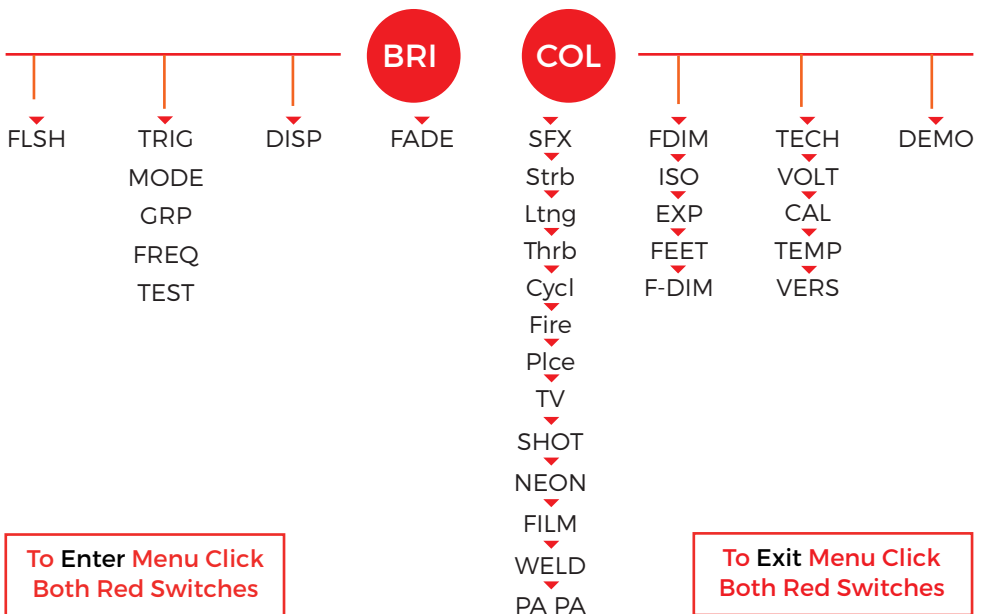 BRI
COL
FLSH
TRIG
MODE
GRP
FREQ
TEST
DISP
FADE
SFX
Strb
Ltng
Thrb
Cycl
Fire
Plce
TV
SHOT
NEON
FILM
WELD
PA PA
FDIM
ISO
EXP
FEET
F-DIM
TECH
VOLT
CAL
TEMP
VERS
DEMO
To Enter Menu Click
Both Red Switches
To Exit Menu Click
Both Red Switches